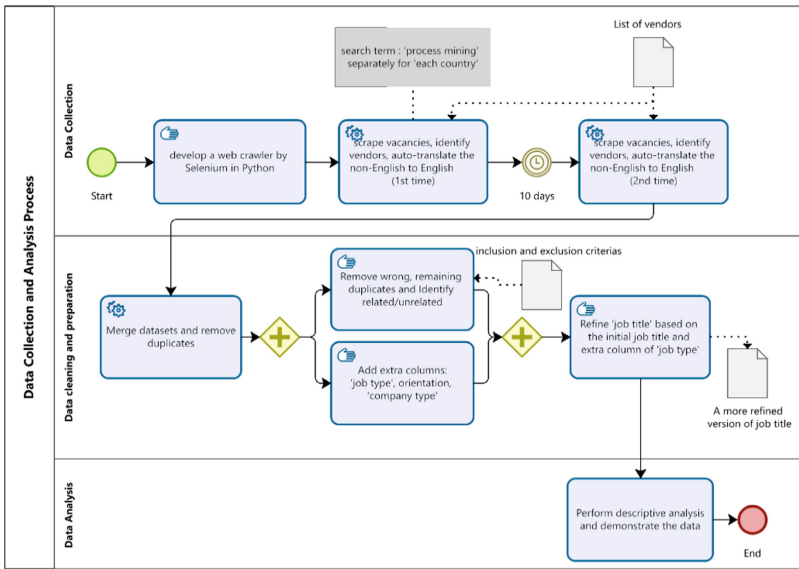 Data Collection and Analysis Process
Data Collection
Start
develop a web crawler by
Selenium in Python
search term : 'process mining'
separately for 'each country'
scrape vacancies, identify
vendors, auto-translate the
non-English to English
(1st time)
10 days
List of vendors
scrape vacancies, identify
vendors, auto-translate the
non-English to English
(2nd time)
Data cleaning and preparation
Merge datasets and remove
duplicates
inclusion and exclusion criterias
Remove wrong, remaining
duplicates and Identify
related/unrelated
Add extra columns:
'job type', orientation,
'company type'
Refine 'job title' based on
the initial job title and
extra column of 'job type'
A more refined
version of job title
Data Analysis
Perform descriptive analysis
and demonstrate the data
End